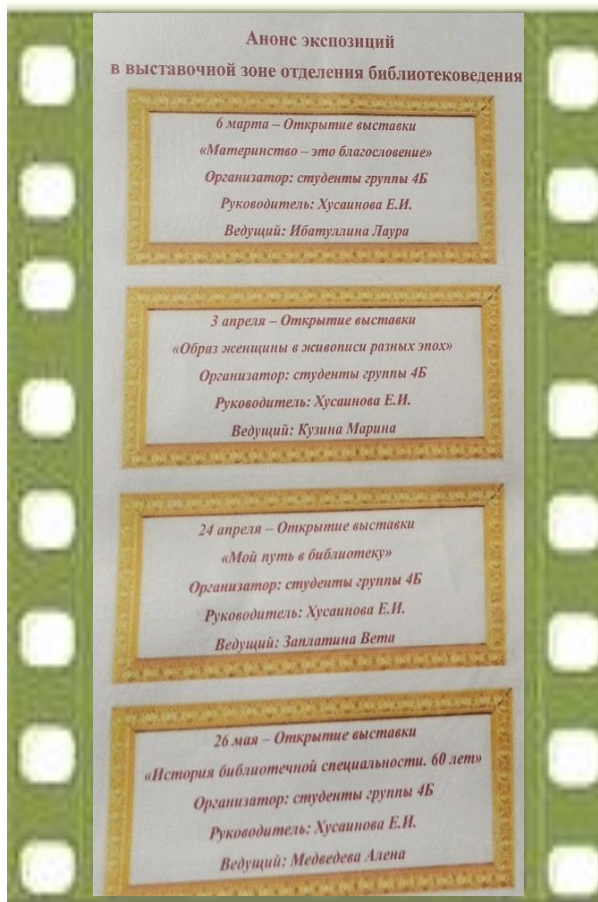 Анонс экспозиций
в выставочной зоне отделения библиотековедения
6 марта – Открытие выставки
«Материнство – это благословение»
Организатор: студенты группы 4Б
Руководитель: Хусаинова Е.И.
Ведущий: Ибатуллина Лаура
3 апреля – Открытие выставки
«Образ женщины в живописи разных эпох»
Организатор: студенты группы 4Б
Руководитель: Хусаинова Е.И.
Ведущий: Кузина Марина
24 апреля – Открытие выставки
«Мой путь в библиотеку»
Организатор: студенты группы 4Б
Руководитель: Хусаинова Е.И.
Ведущий: Заплатина Вета
26 мая – Открытие выставки
«История библиотечной специальности. 60 лет»
Организатор: студенты группы 4Б
Руководитель: Хусаинова Е.И.
Ведущий: Медведева Алена